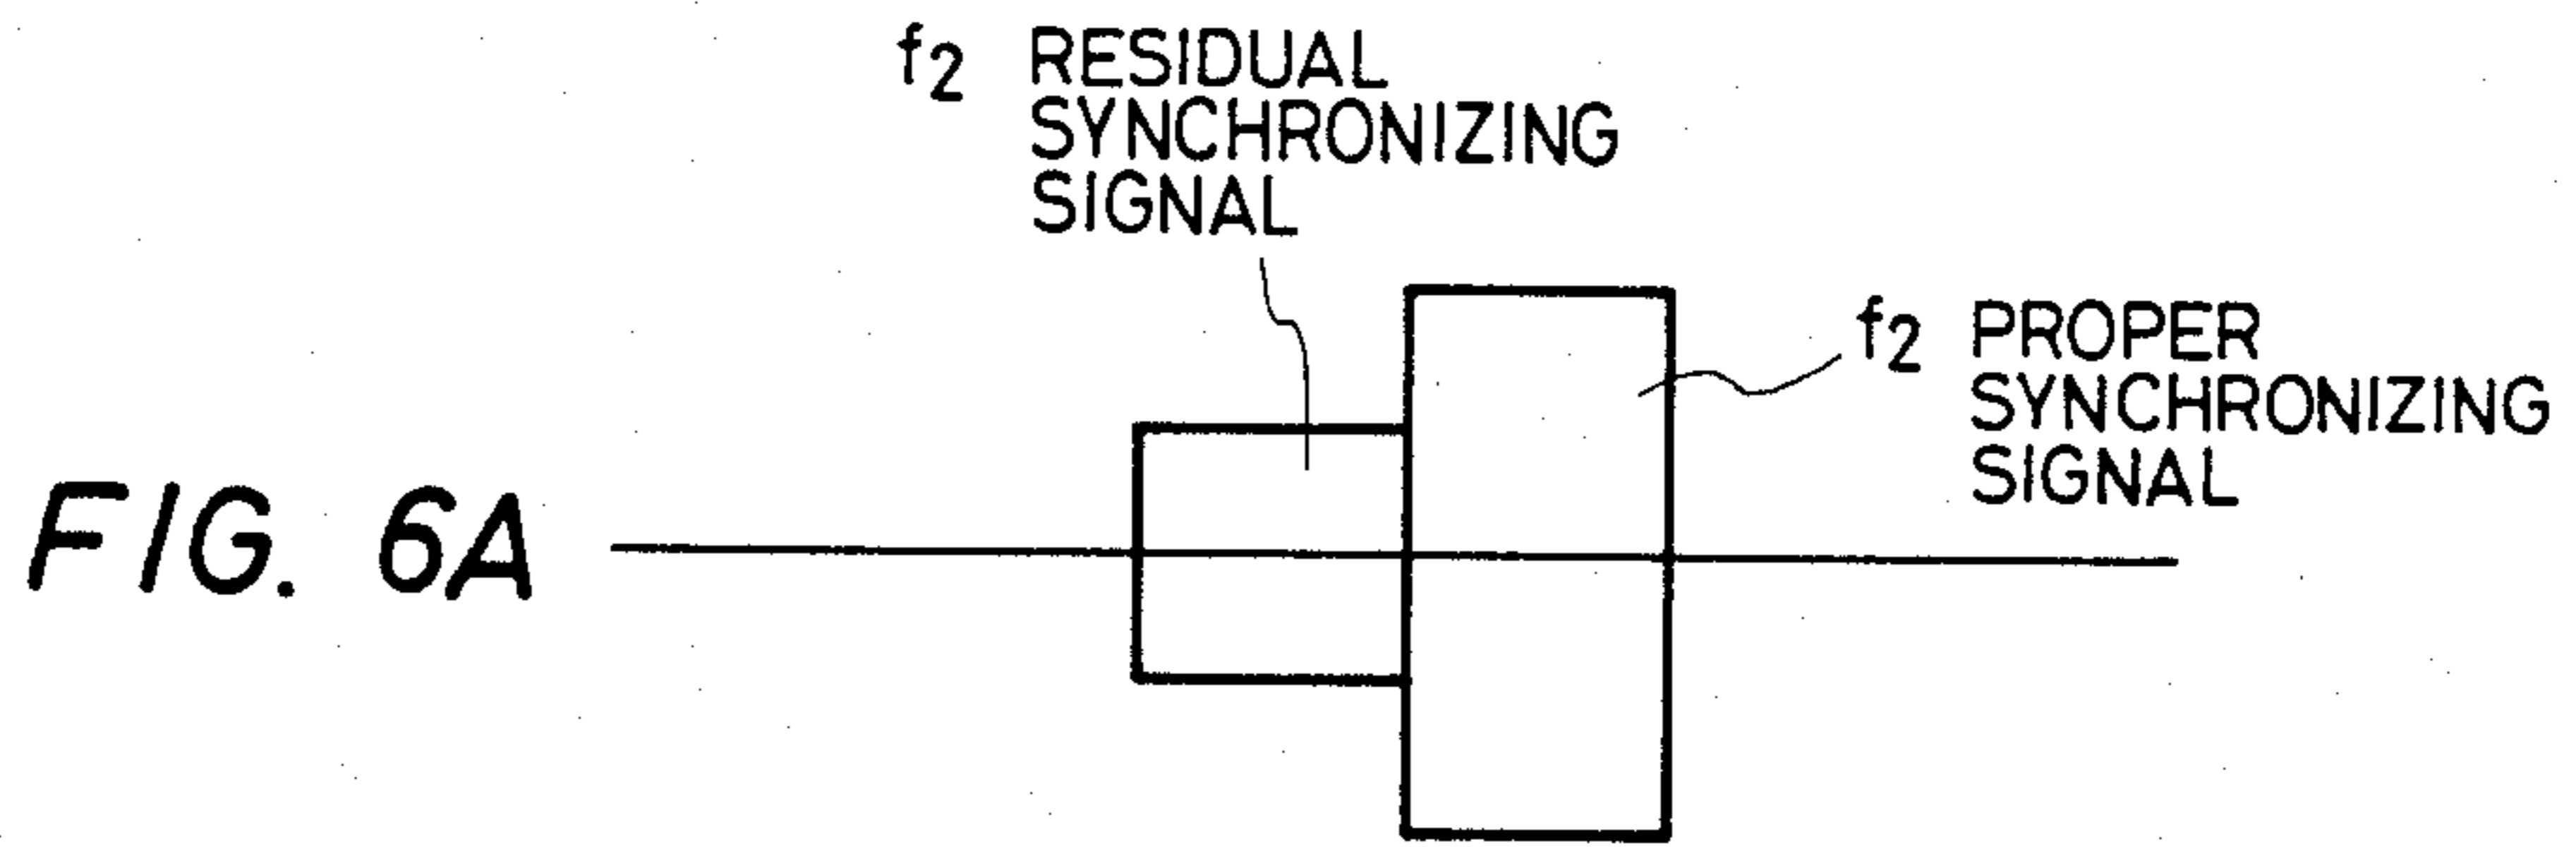 f2 RESIDUAL
SYNCHRONIZING
SIGNAL
f2 PROPER
SYNCHRONIZING
SIGNAL
FIG. 6A